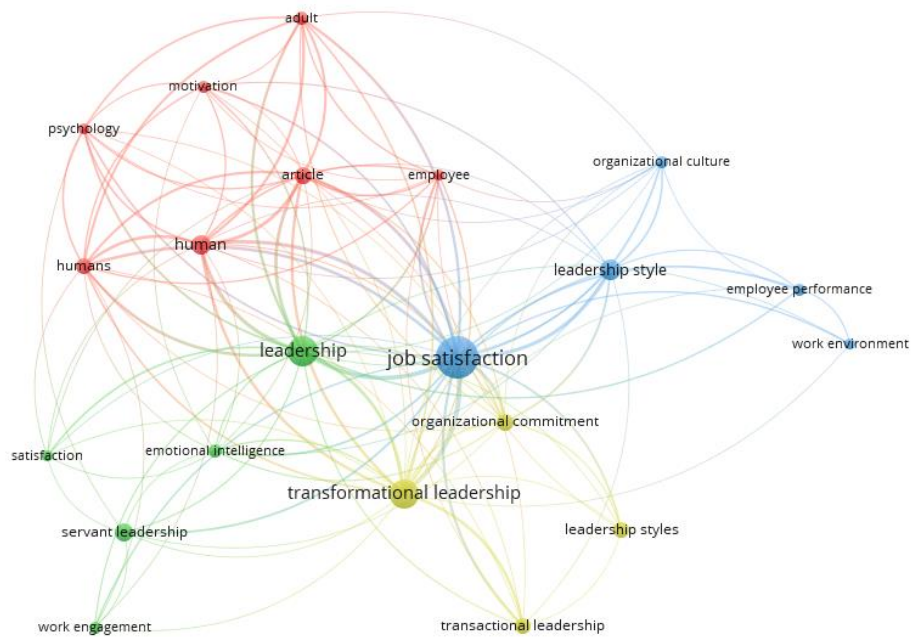 adult
motivation
psychology
organizational culture
article
employee
human
humans
leadership style
employee performance
work environment
leadership
job satisfaction
organizational commitment
satisfaction
emotional intelligence
transformational leadership
servant leadership
leadership styles
work engagement
transactional leadership